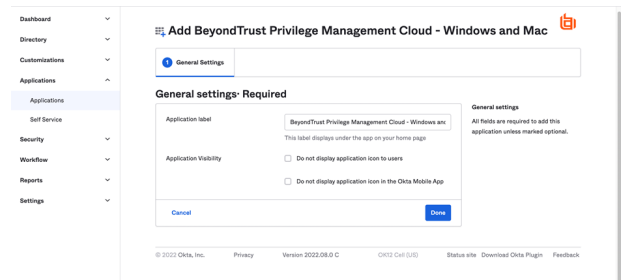 Dashboard
Directory
Customizations
Applications
Applications
Self Service
Security
Workflow
Reports
Settings
Add BeyondTrust Privilege Management Cloud - Windows and Mac
1 General Settings
General settings· Required
Application label
BeyondTrust Privilege Management Cloud - Windows and
This label displays under the app on your home page
Application Visibility
Do not display application icon to users
Do not display application icon in the Okta Mobile App
Cancel
Done
General settings
All fields are required to add this
application unless marked optional.
© 2022 Okta, Inc. Privacy Version 2022.08.0 C OK12 Cell (US) Status site Download Okta Plugin Feedback